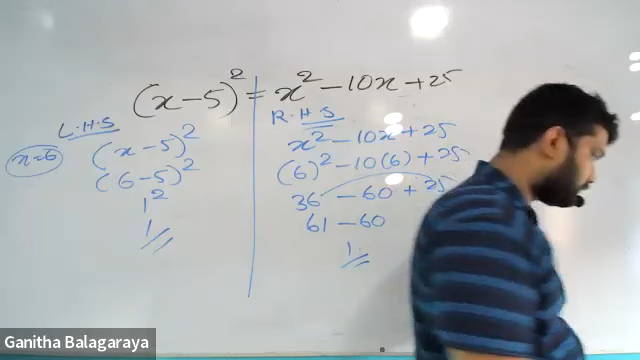 (x-5)² = x² - 10x + 25
L.H.S
x=6
(x-5)²
(6-5)²
1²
1
R.H.S
x² - 10x + 25
(6)² - 10(6) + 25
36 - 60 + 25
61 - 60
1
Ganitha Balagaraya